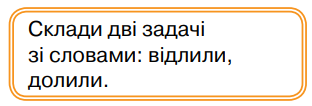 Склади дві задачі
зі словами: відлили,
долили.